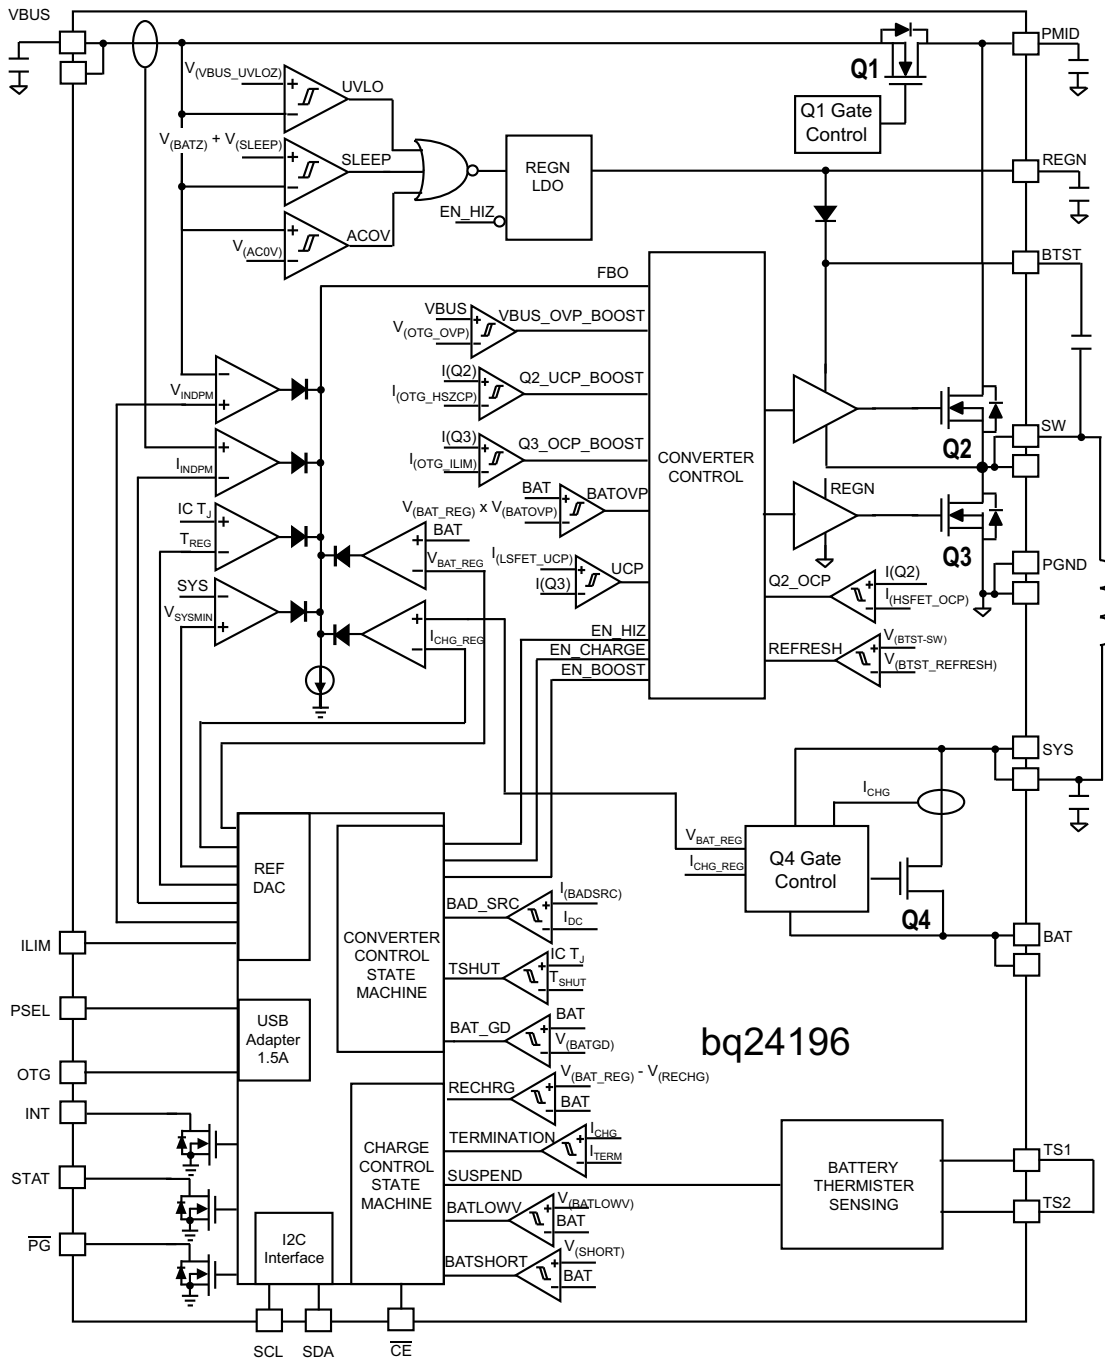 VBUS
PMID
Q1
V(VBUS_UVLOZ)
+
−
UVLO
Q1 Gate
Control
V(BATZ) + V(SLEEP)
+
−
SLEEP
REGN
LDO
REGN
EN_HIZ
+
−
ACOV
V(AC0V)
BTST
FBO
VBUS
V(OTG_OVP)
+
−
VBUS_OVP_BOOST
I(Q2)
I(OTG_HSZCP)
+
−
Q2_UCP_BOOST
−
+
VINDPM
Q2
SW
I(Q3)
I(OTG_ILIM)
+
−
Q3_OCP_BOOST
+
−
IINDPM
CONVERTER
CONTROL
BAT
V(BAT_REG) x V(BATOVP)
+
−
BATOVP
REGN
IC TJ
TREG
+
−
+
−
BAT
VBAT_REG
Q3
PGND
I(LSFET_UCP)
I(Q3)
+
−
UCP
Q2_OCP
+
−
I(Q2)
I(HSFET_OCP)
SYS
VSYSMIN
−
+
+
−
ICHG_REG
EN_HIZ
EN_CHARGE
EN_BOOST
REFRESH
+
−
V(BTST-SW)
V(BTST_REFRESH)
SYS
ICHG
VBAT_REG
ICHG_REG
Q4 Gate
Control
Q4
BAT
REF
DAC
CONVERTER
CONTROL
STATE
MACHINE
BAD_SRC
+
−
I(BADSRC)
IDC
ILIM
TSHUT
+
−
IC TJ
TSHUT
PSEL
USB
Adapter
1.5A
BAT_GD
+
−
BAT
V(BATGD)
bq24196
OTG
RECHRG
+
−
V(BAT_REG) - V(RECHG)
BAT
INT
CHARGE
CONTROL
STATE
MACHINE
TERMINATION
+
−
ICHG
ITERM
BATTERY
THERMISTER
SENSING
TS1
TS2
STAT
SUSPEND
BATLOWV
+
−
V(BATLOWV)
BAT
PG
I2C
Interface
BATSHORT
+
−
V(SHORT)
BAT
SCL
SDA
CE